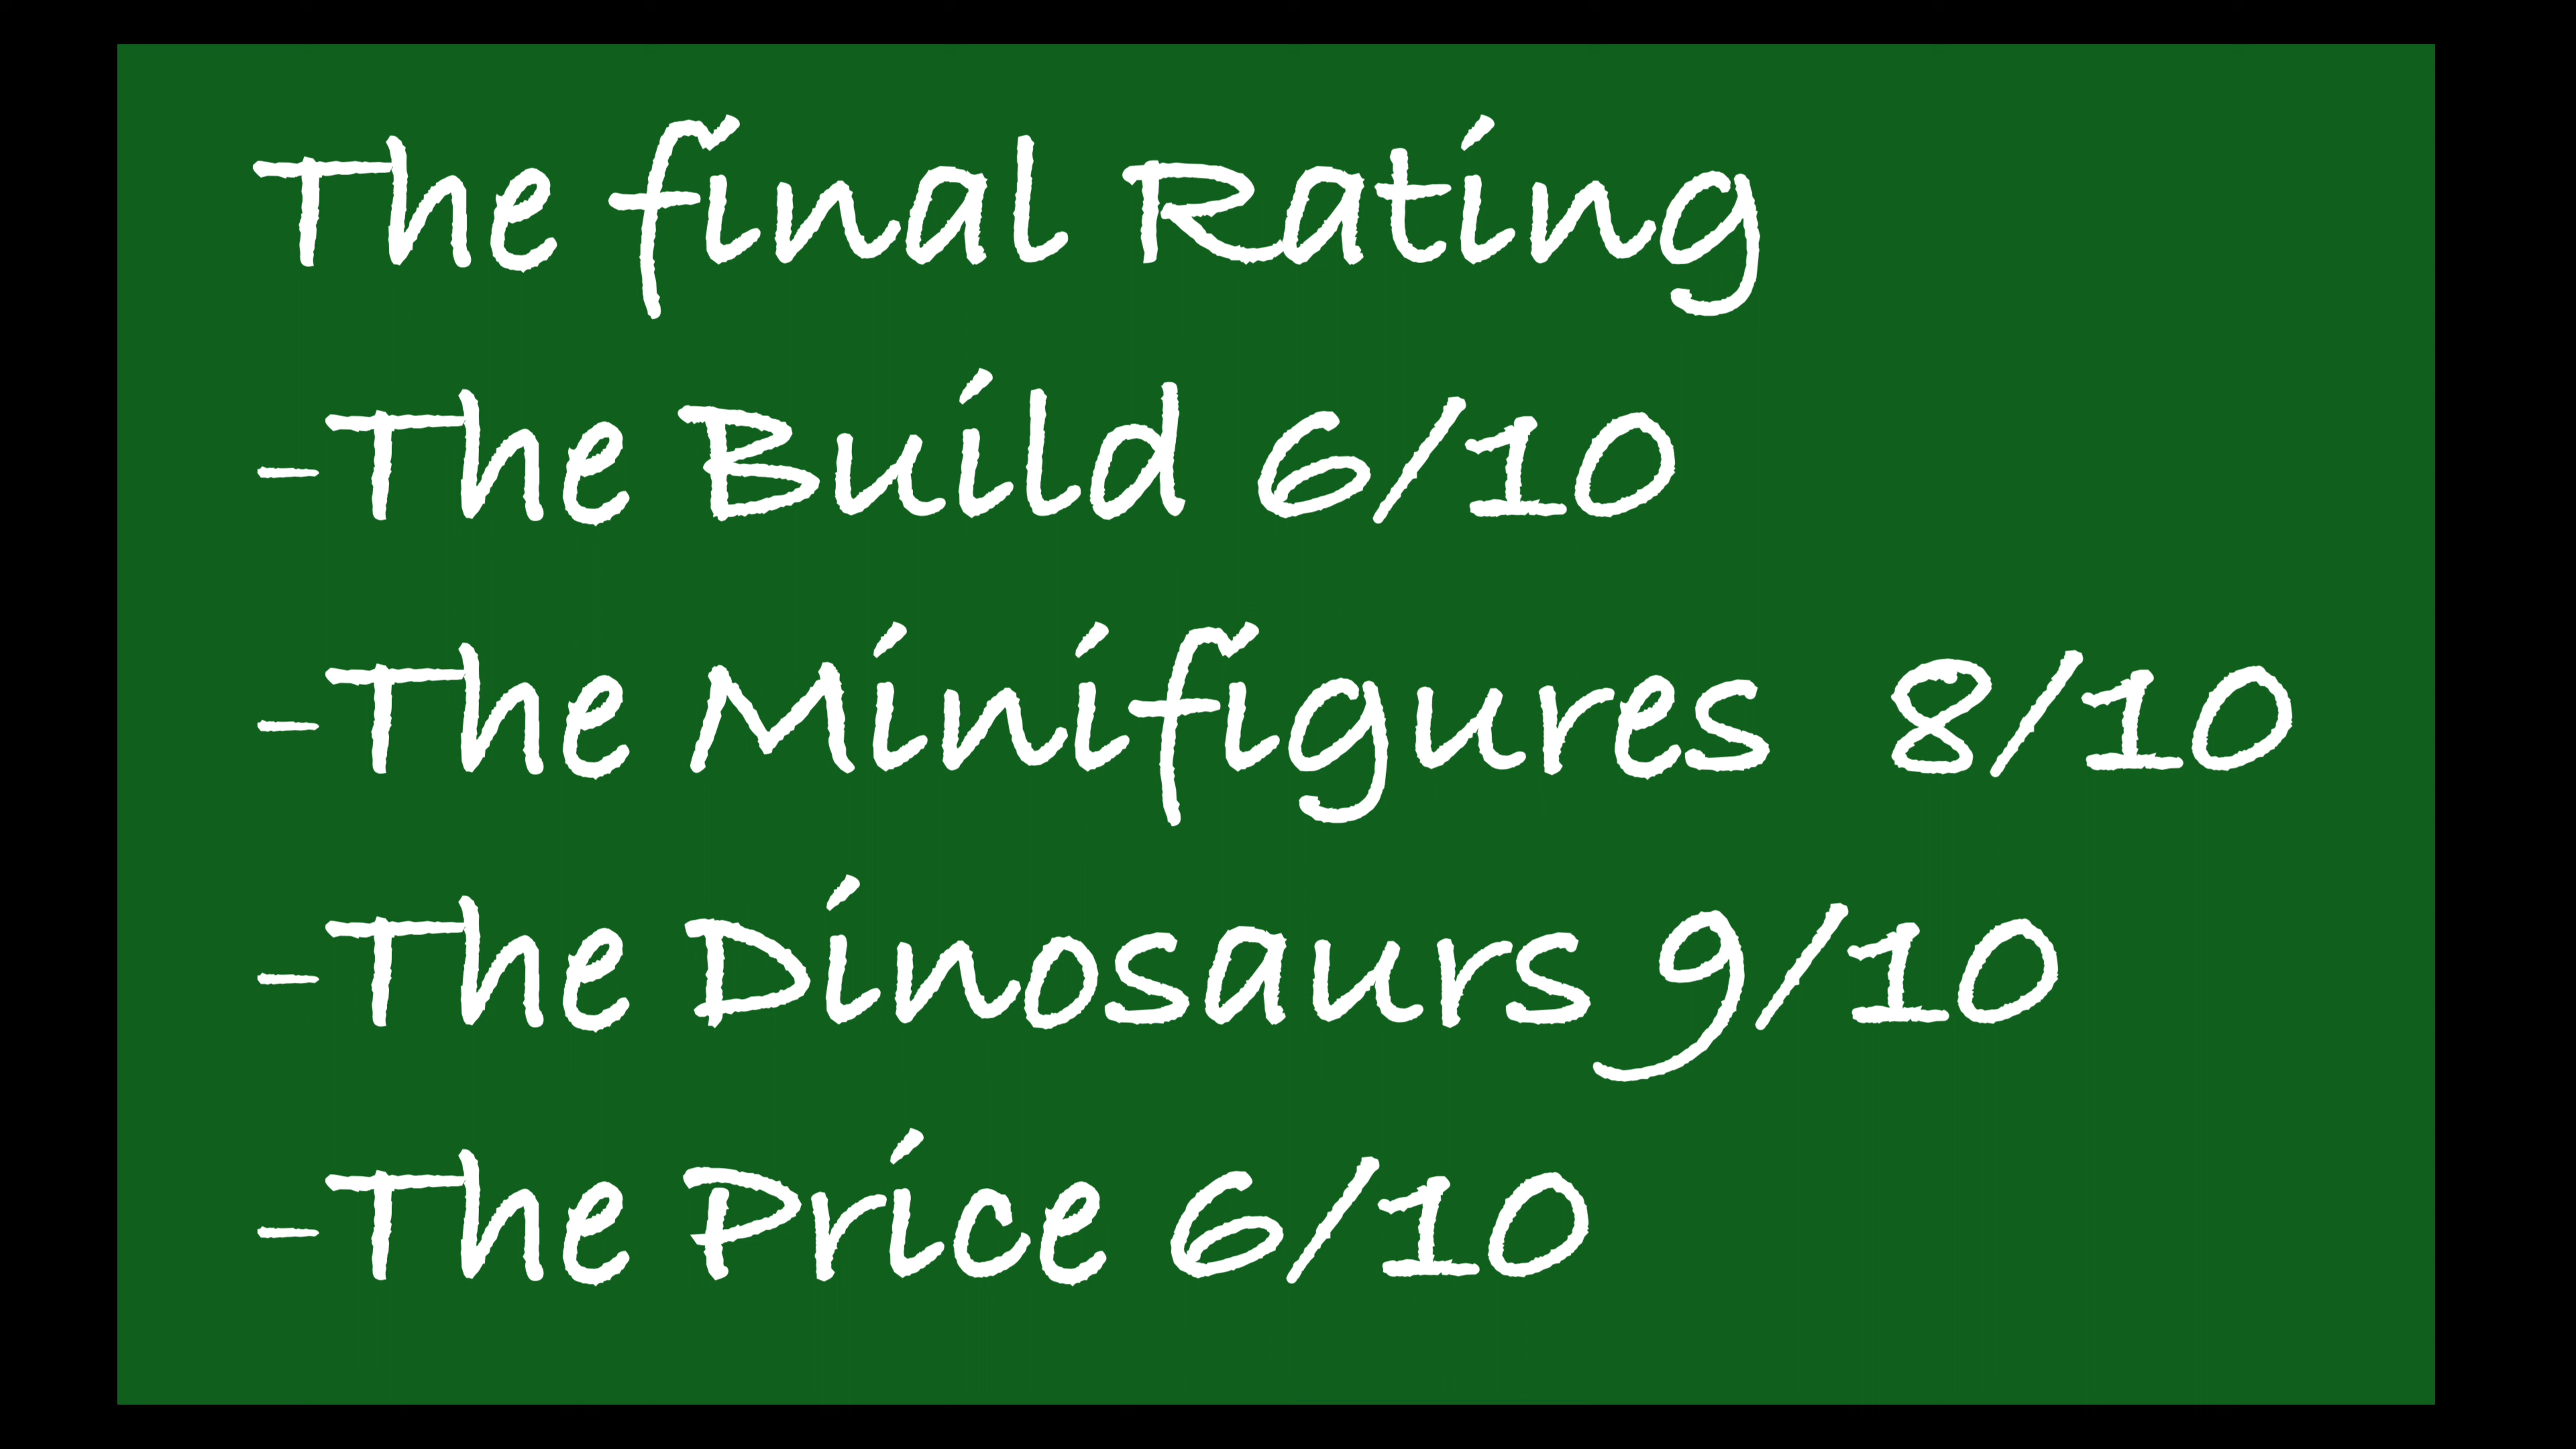 The final Rating
-The Build 6/10
-The Minifigures 8/10
-The Dinosaurs 9/10
-The Price 6/10